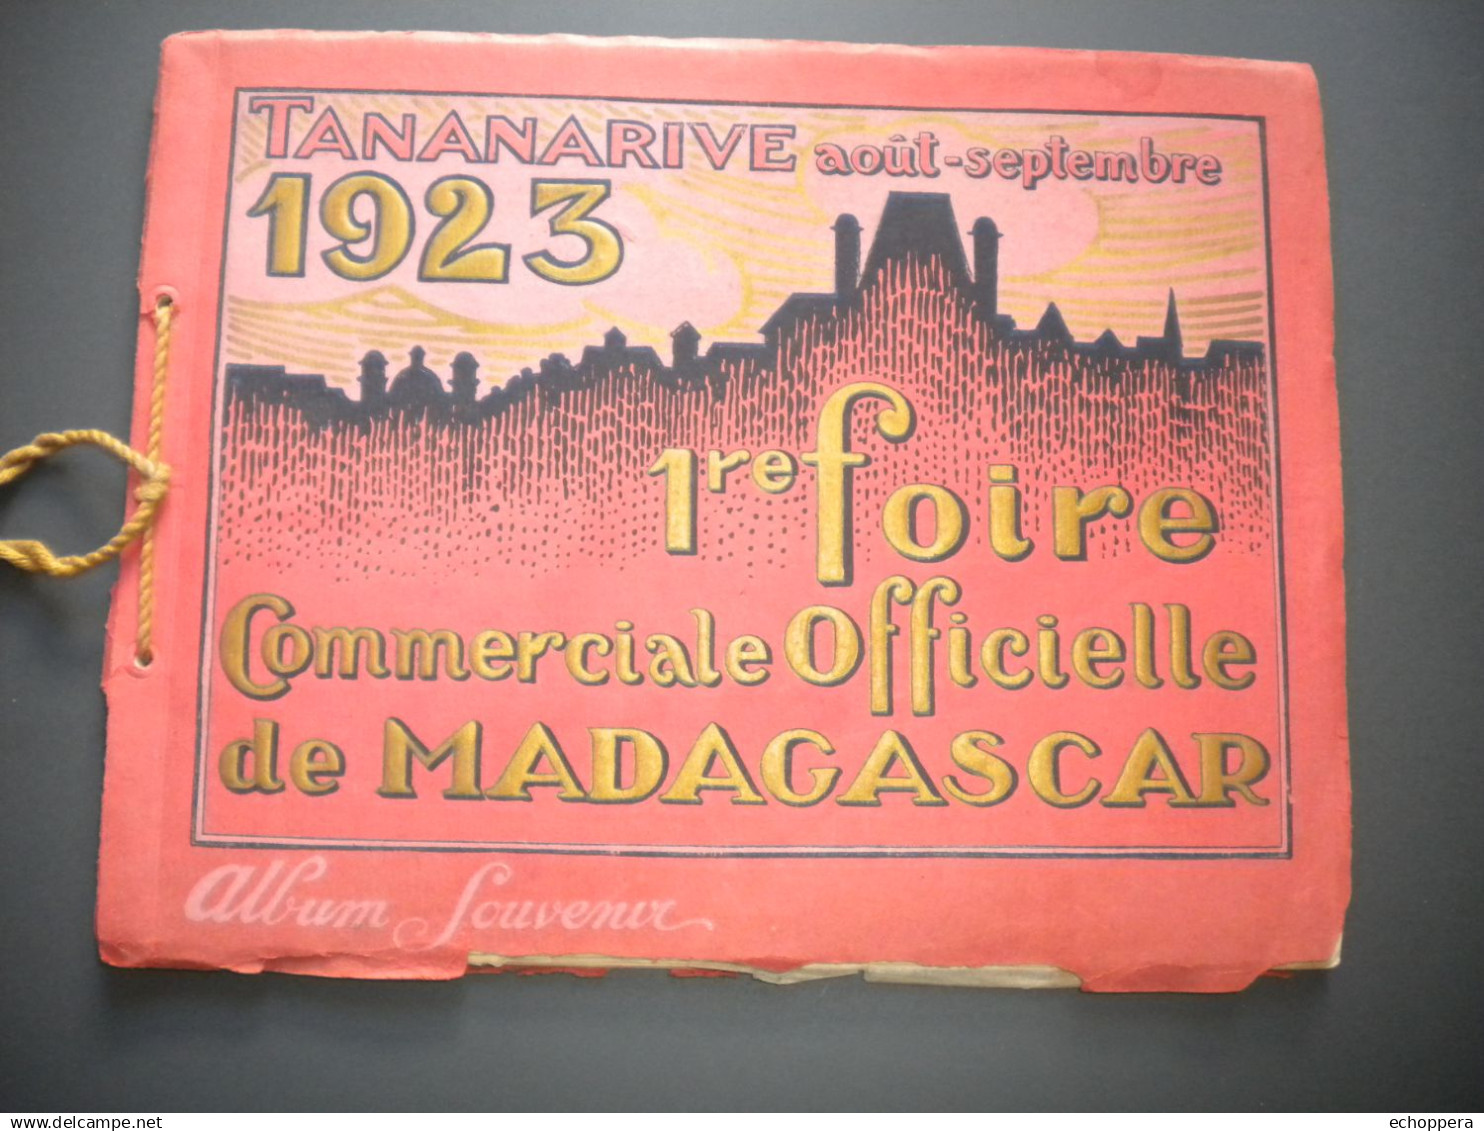 TANANARIVE août-septembre
1923
1re foire
Commerciale Officielle
de MADAGASCAR
Album Souvenir
www.delcampe.net
echoppera